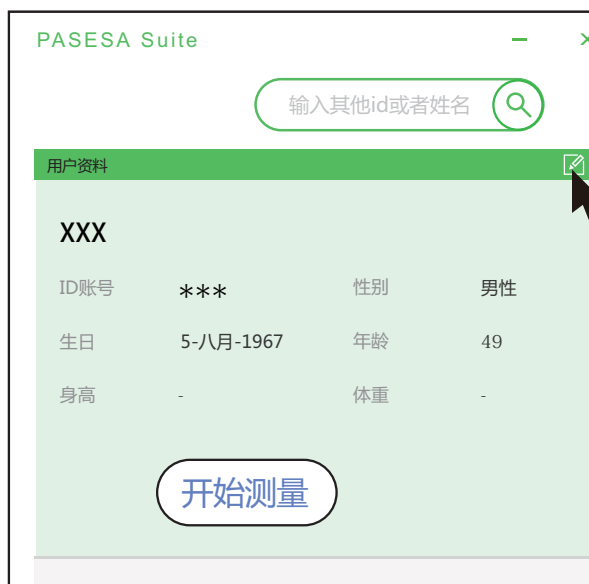 PASESA Suite
输入其他id或者姓名
用户资料
XXX
ID账号 *** 性别 男性
生日 5-八月-1967 年龄 49
身高 - 体重 -
开始测量